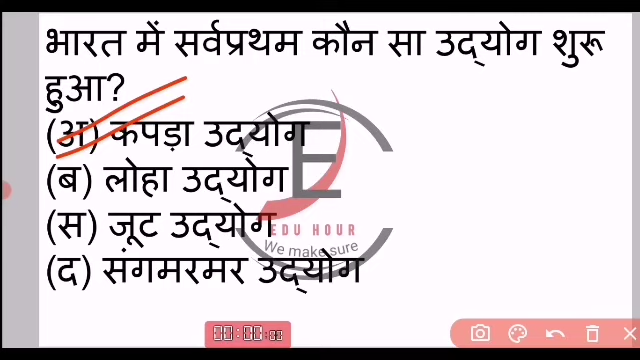 भारत में सर्वप्रथम कौन सा उद्योग शुरू
हुआ?
(अ) कपड़ा उद्योग
(ब) लोहा उद्योग
(स) जूट उद्योग
EDU HOUR
We make sure
(द) संगमरमर उद्योग